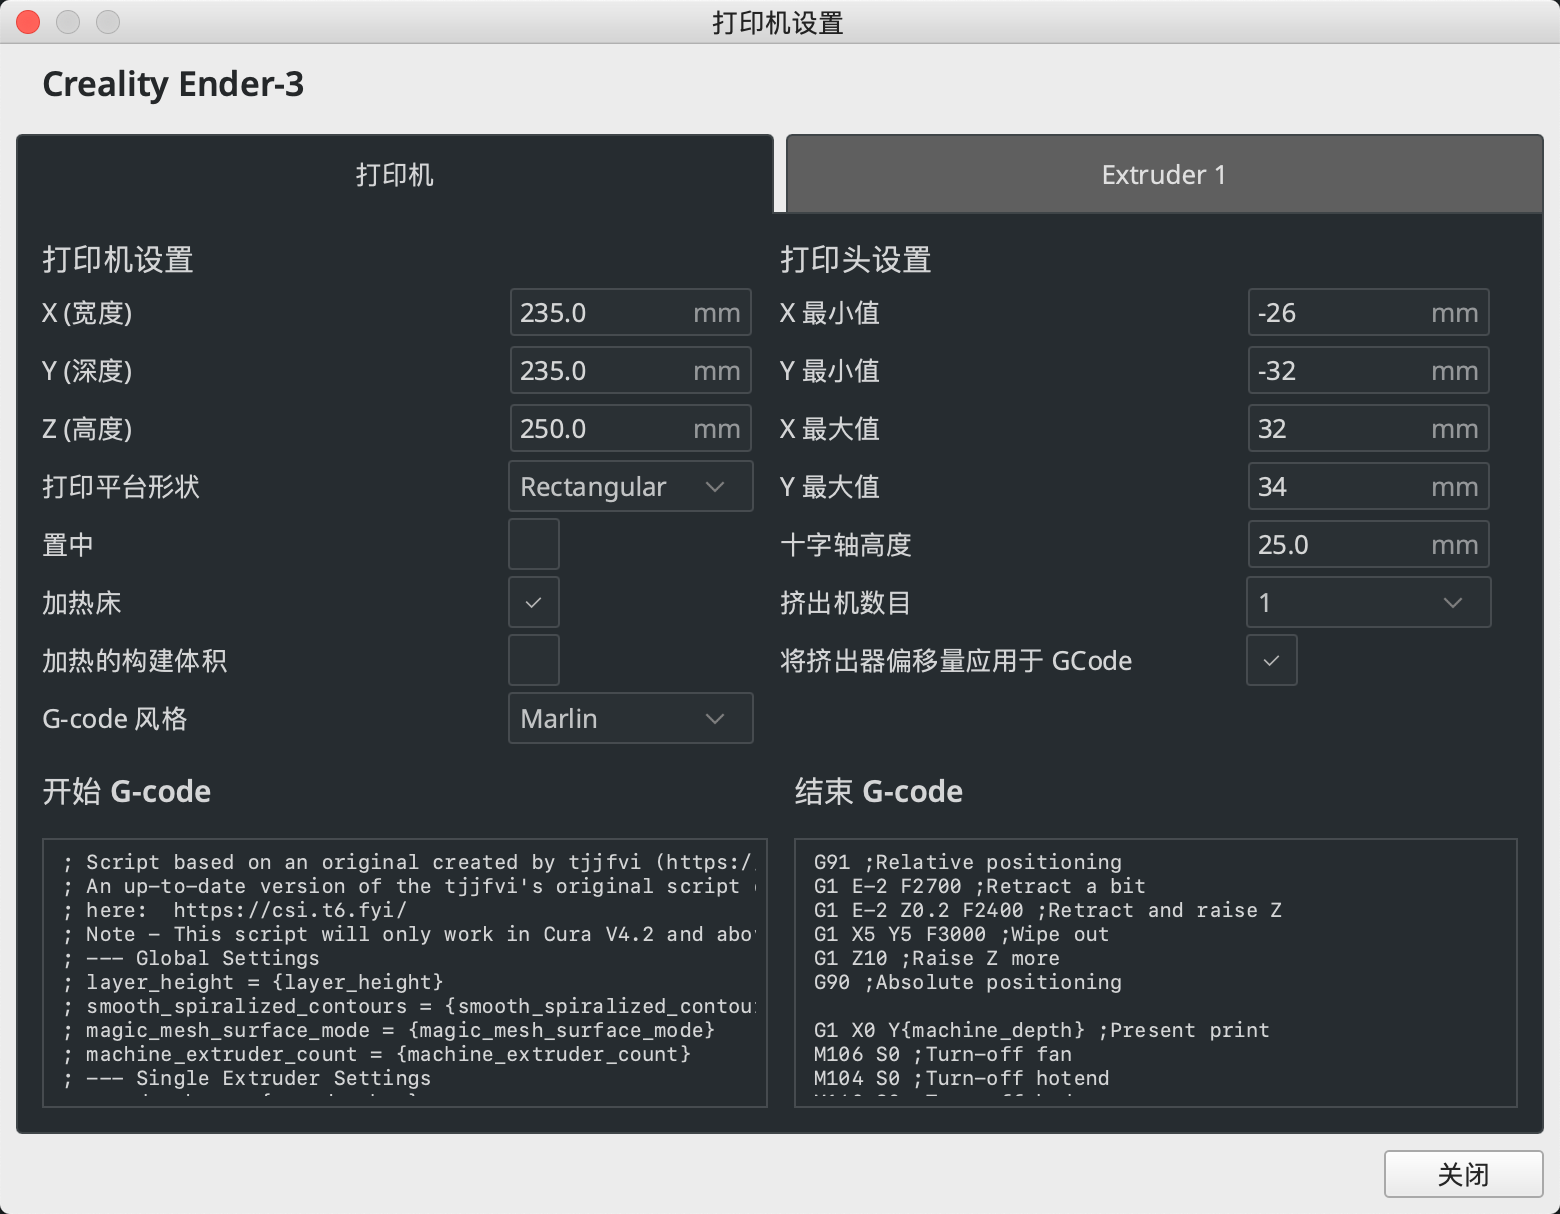 打印机设置
Creality Ender-3
打印机
Extruder 1
打印机设置
X (宽度) 235.0 mm
Y (深度) 235.0 mm
Z (高度) 250.0 mm
打印平台形状 Rectangular
置中
加热床
加热的构建体积
G-code 风格 Marlin
打印头设置
X 最小值 -26 mm
Y 最小值 -32 mm
X 最大值 32 mm
Y 最大值 34 mm
十字轴高度 25.0 mm
挤出机数目 1
将挤出器偏移量应用于 GCode
开始 G-code
; Script based on an original created by tjjfvi (https:/
; An up-to-date version of the tjjfvi's original script
; here:  https://csi.t6.fyi/
; Note - This script will only work in Cura V4.2 and abo
; --- Global Settings
; layer_height = {layer_height}
; smooth_spiralized_contours = {smooth_spiralized_contou
; magic_mesh_surface_mode = {magic_mesh_surface_mode}
; machine_extruder_count = {machine_extruder_count}
; --- Single Extruder Settings
结束 G-code
G91 ;Relative positioning
G1 E-2 F2700 ;Retract a bit
G1 E-2 Z0.2 F2400 ;Retract and raise Z
G1 X5 Y5 F3000 ;Wipe out
G1 Z10 ;Raise Z more
G90 ;Absolute positioning
G1 X0 Y{machine_depth} ;Present print
M106 S0 ;Turn-off fan
M104 S0 ;Turn-off hotend
关闭